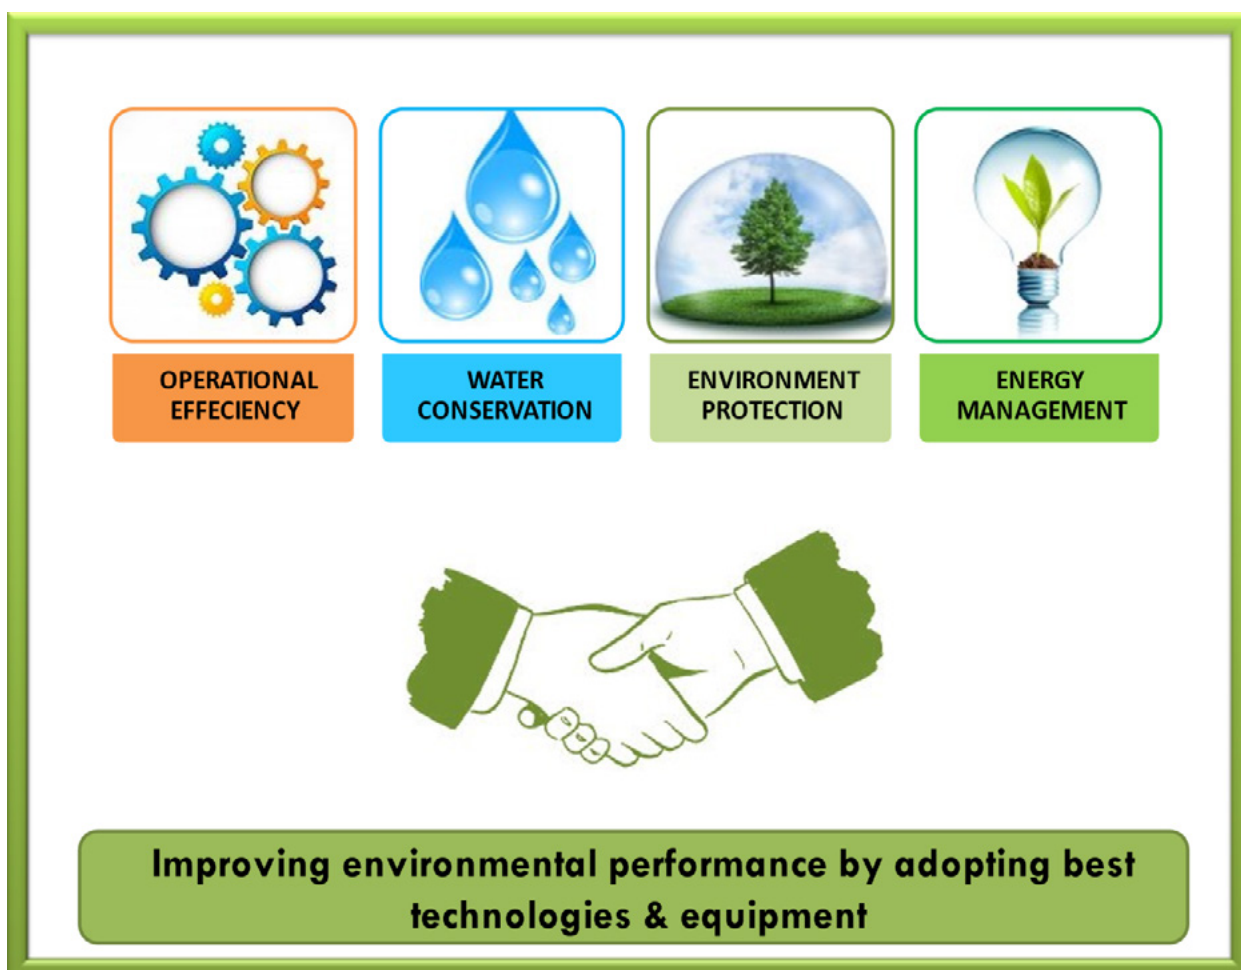 OPERATIONAL
EFFECIENCY
WATER
CONSERVATION
ENVIRONMENT
PROTECTION
ENERGY
MANAGEMENT
Improving environmental performance by adopting best
technologies & equipment